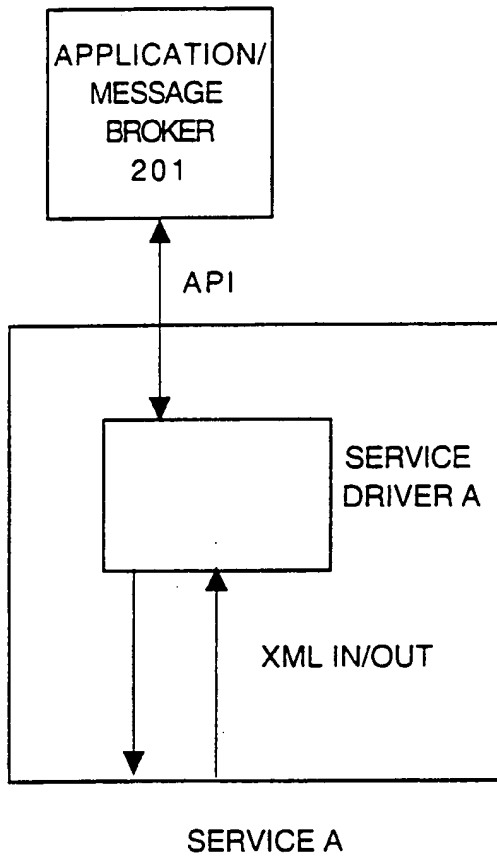 APPLICATION/
MESSAGE
BROKER
201
API
SERVICE
DRIVER A
XML IN/OUT
SERVICE A